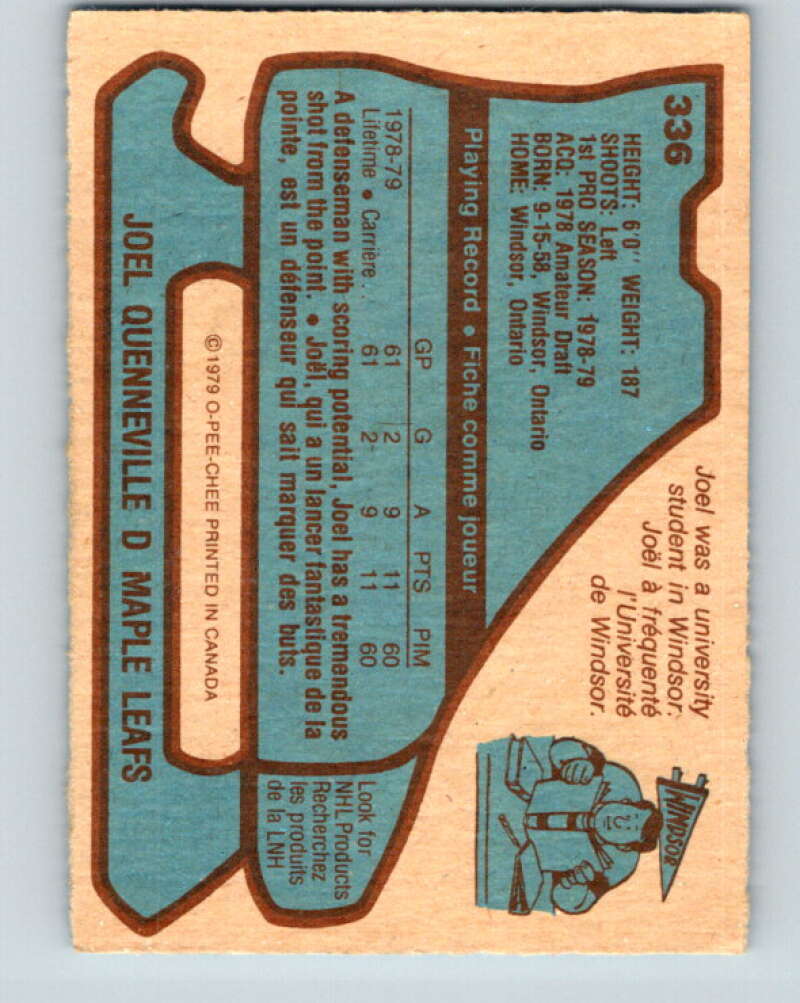 336
HEIGHT: 6'0'' WEIGHT: 187
SHOOTS: Left
1st PRO SEASON: 1978-79
ACQ: 1978 Amateur Draft
BORN: 9-15-58, Windsor, Ontario
HOME: Windsor, Ontario
Joel was a university
student in Windsor.
Joël à fréquenté
l'Université
de Windsor.
WINDSOR
Playing Record • Fiche comme joueur
GP G A PTS PIM
1978-79 61 2 9 11 60
Lifetime • Carrière.. 61 2 9 11 60
A defenseman with scoring potential, Joel has a tremendous
shot from the point. • Joël, qui a un lancer fantastique de la
pointe, est un défenseur qui sait marquer des buts.
Look for
NHL Products
Recherchez
les produits
de la LNH
©1979 O-PEE-CHEE PRINTED IN CANADA
JOEL QUENNEVILLE D MAPLE LEAFS